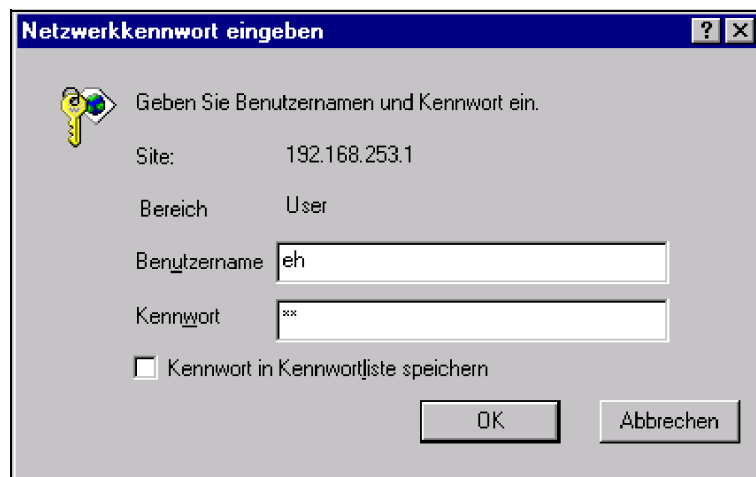 Netzwerkkennwort eingeben
Geben Sie Benutzernamen und Kennwort ein.
Site: 192.168.253.1
Bereich User
Benutzername eh
Kennwort **
Kennwort in Kennwortliste speichern
OK Abbrechen